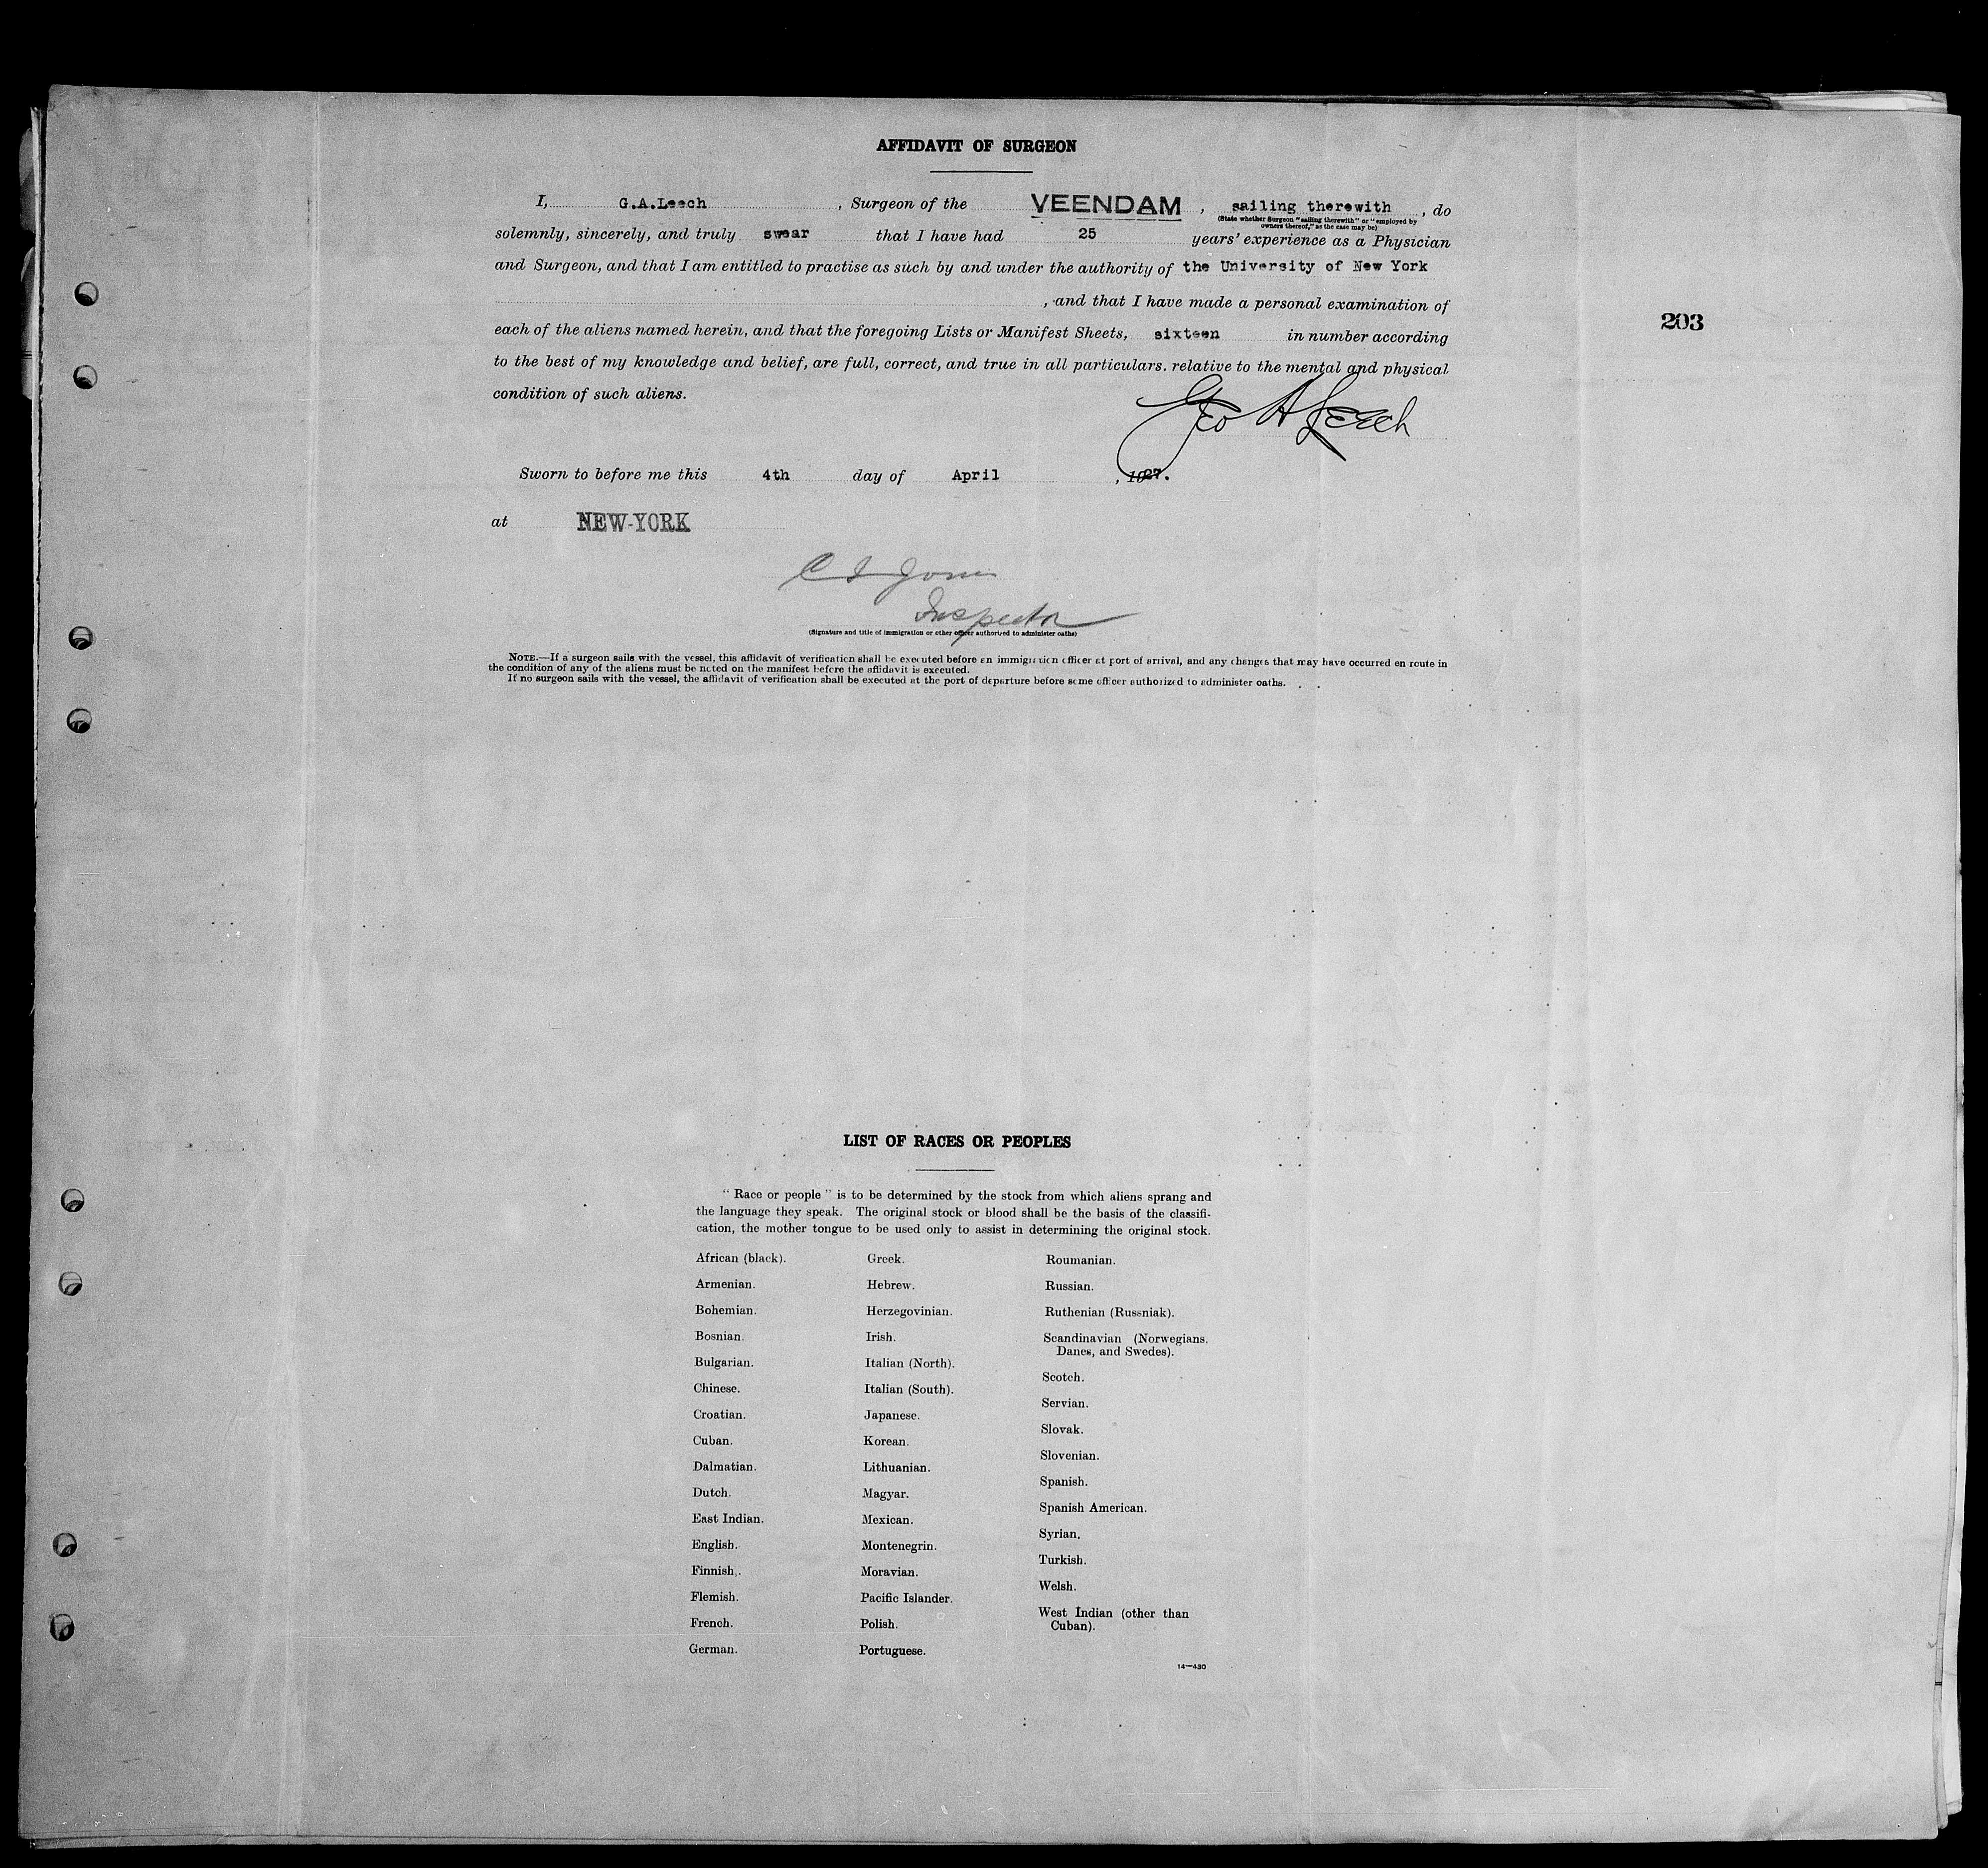 AFFIDAVIT OF SURGEON
I, G.A.Leech , Surgeon of the VEENDAM , sailing therewith , do
(State whether Surgeon "sailing therewith" or "employed by
owners thereof," as the case may be)
solemnly, sincerely, and truly swear that I have had 25 years' experience as a Physician
and Surgeon, and that I am entitled to practise as such by and under the authority of the University of New York
, and that I have made a personal examination of
203
each of the aliens named herein, and that the foregoing Lists or Manifest Sheets, sixteen in number according
to the best of my knowledge and belief, are full, correct, and true in all particulars. relative to the mental and physical
condition of such aliens.
Geo A Leech
Sworn to before me this 4th day of April , 1927.
at NEW-YORK
C I Jones
Inspector
(Signature and title of immigration or other officer authorized to administer oaths)
NOTE.—If a surgeon sails with the vessel, this affidavit of verification shall be executed before an immigration officer at port of arrival, and any changes that may have occurred en route in
the condition of any of the aliens must be noted on the manifest before the affidavit is executed.
If no surgeon sails with the vessel, the affidavit of verification shall be executed at the port of departure before some officer authorized to administer oaths.
LIST OF RACES OR PEOPLES
"Race or people" is to be determined by the stock from which aliens sprang and
the language they speak. The original stock or blood shall be the basis of the classifi-
cation, the mother tongue to be used only to assist in determining the original stock.
African (black).
Armenian.
Bohemian.
Bosnian.
Bulgarian.
Chinese.
Croatian.
Cuban.
Dalmatian.
Dutch.
East Indian.
English.
Finnish.
Flemish.
French.
German.
Greek.
Hebrew.
Herzegovinian.
Irish.
Italian (North).
Italian (South).
Japanese.
Korean.
Lithuanian.
Magyar.
Mexican.
Montenegrin.
Moravian.
Pacific Islander.
Polish.
Portuguese.
Roumanian.
Russian.
Ruthenian (Russniak).
Scandinavian (Norwegians,
Danes, and Swedes).
Scotch.
Servian.
Slovak.
Slovenian.
Spanish.
Spanish American.
Syrian.
Turkish.
Welsh.
West Indian (other than
Cuban).
14—430